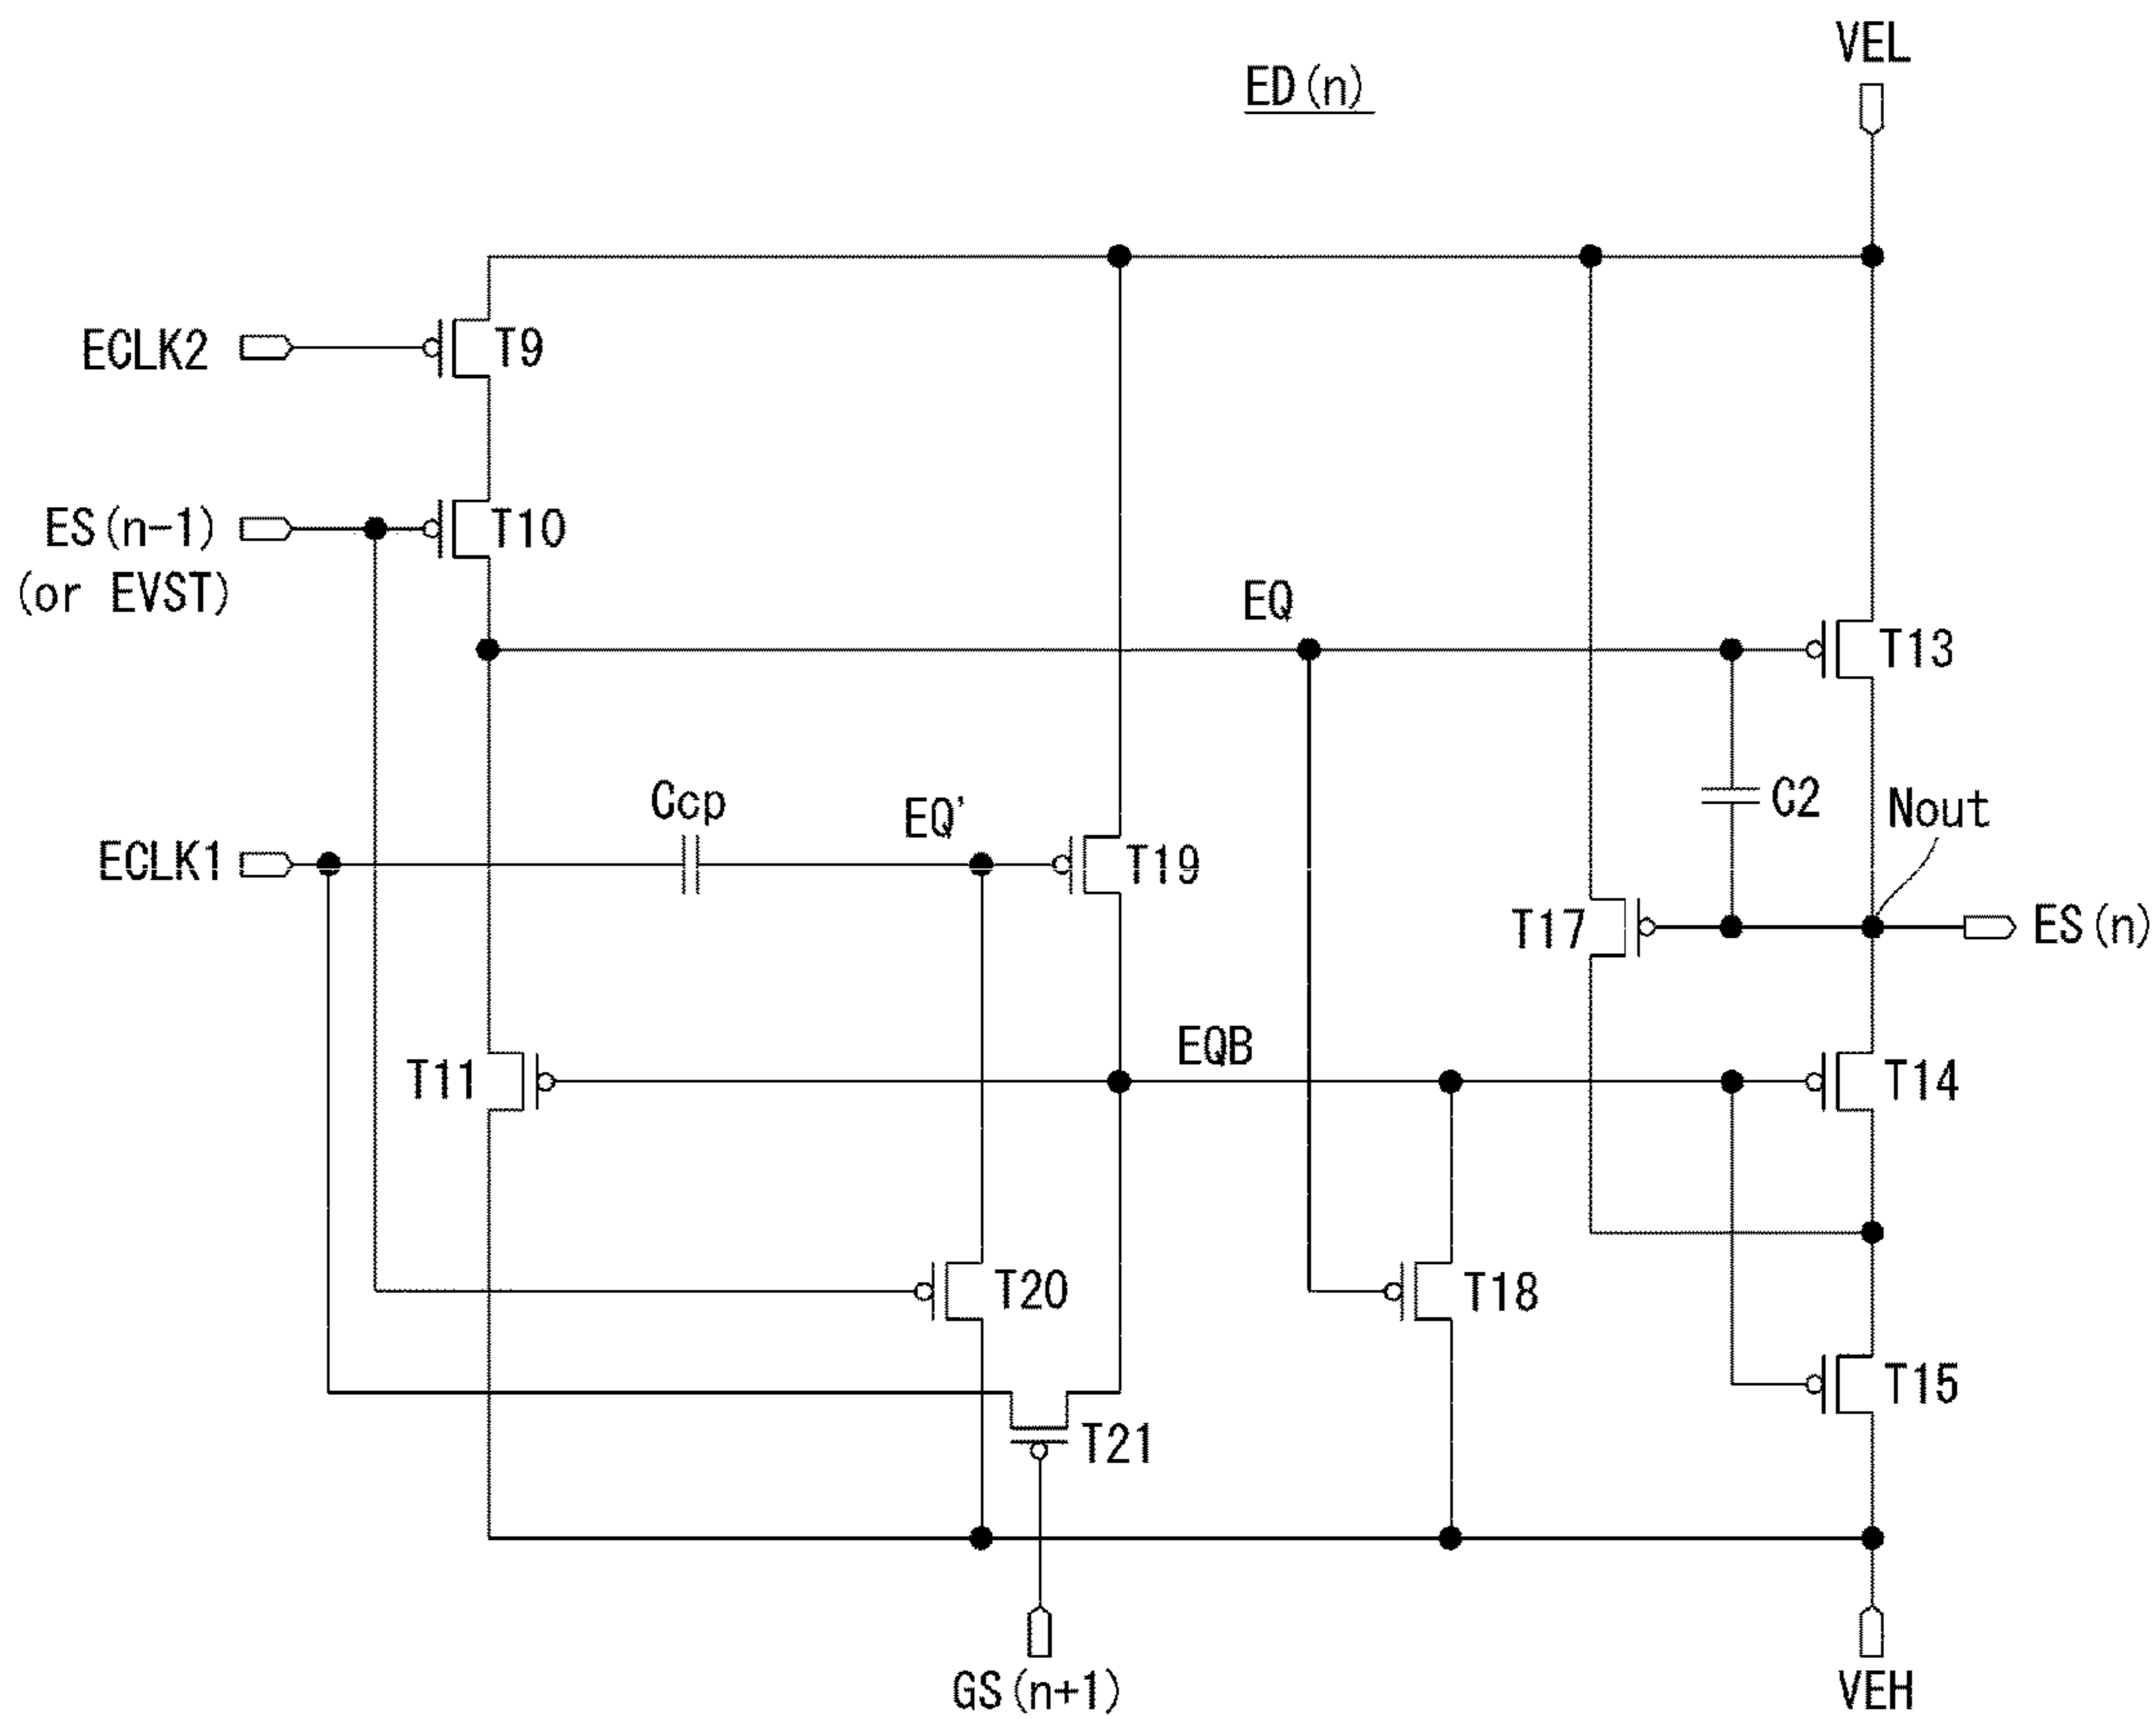 VEL
ED(n)
ECLK2
T9
ES(n-1)
T10
(or EVST)
EQ
T13
Ccp
EQ'
C2
Nout
ECLK1
T19
T17
ES(n)
EQB
T11
T14
T20
T18
T15
T21
GS(n+1)
VEH